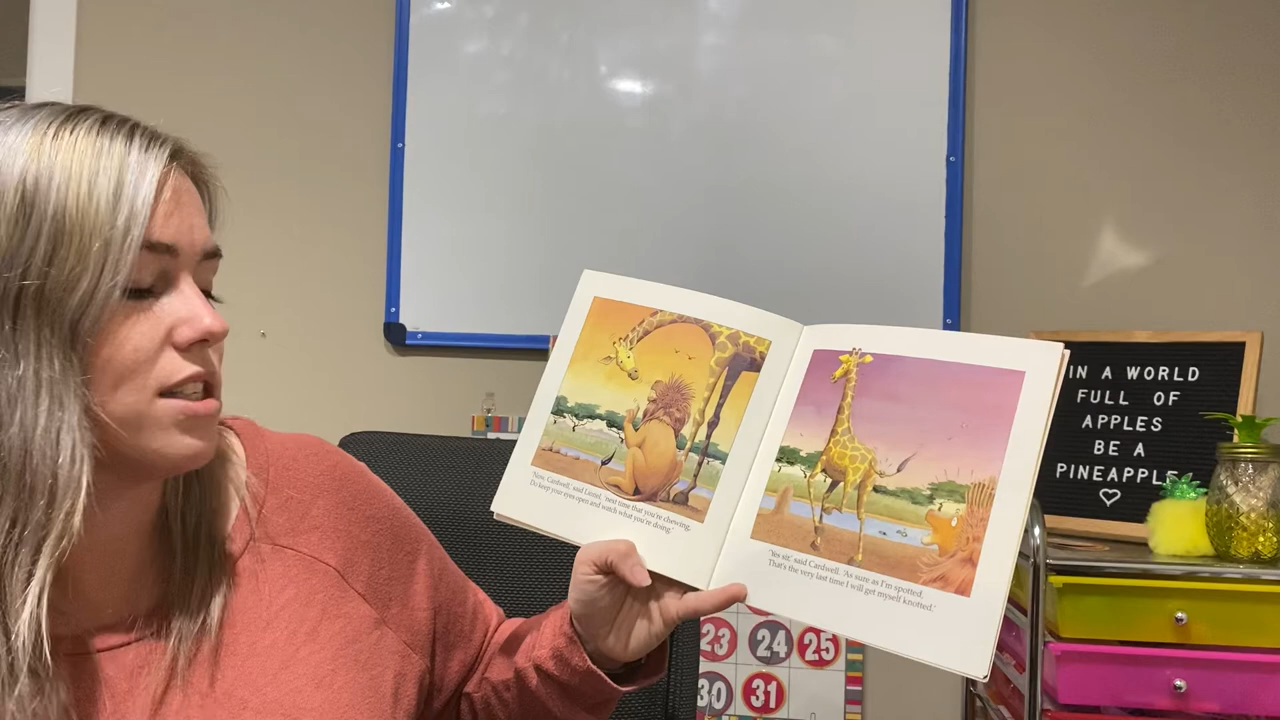 'Now, Cardwell,' said Lionel, 'next time that you're chewing,
Do keep your eyes open and watch what you're doing.'
'Yes sir,' said Cardwell. 'As sure as I'm spotted,
That's the very last time I will get myself knotted.'
IN A WORLD
FULL OF
APPLES
BE A
PINEAPPLE
23 24 25
30 31